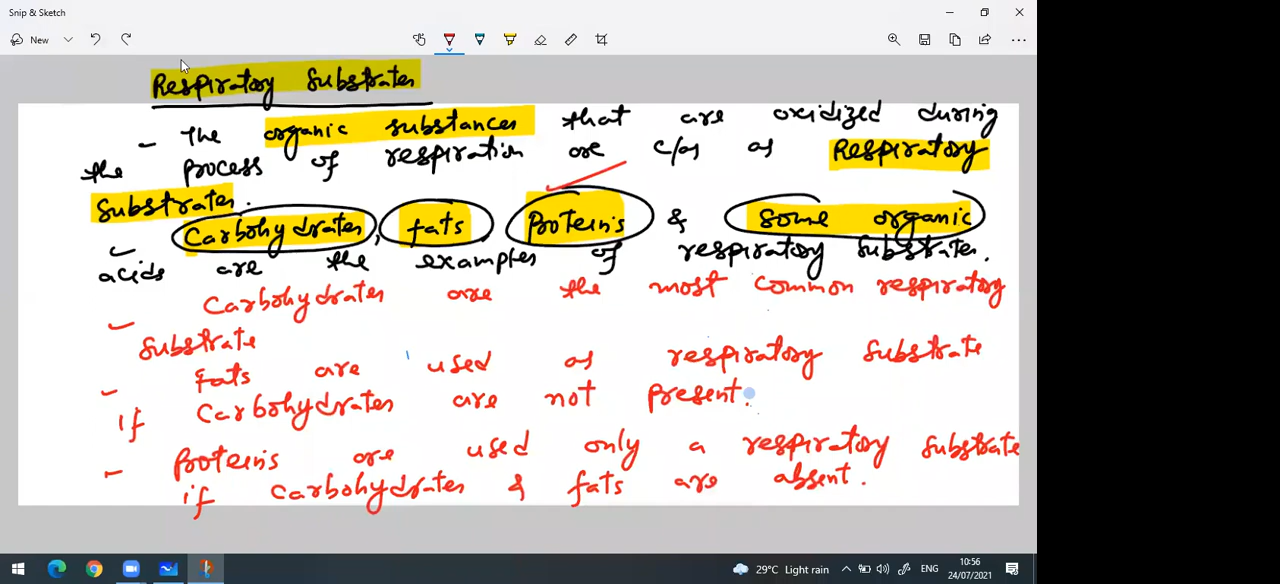 Snip & Sketch
New
Respiratory Substrates
- The organic substances that are oxidized during
the process of respiration are c/as as Respiratory
Substrates.
Carbohydrates, fats, Proteins & some organic
acids are the examples of respiratory substrates.
Carbohydrates are the most common respiratory
Substrate
fats are used as respiratory substrate
if Carbohydrates are not present.
- Proteins are used only a respiratory substrate
if carbohydrates & fats are absent.
29°C Light rain
ENG
10:56
24/07/2021